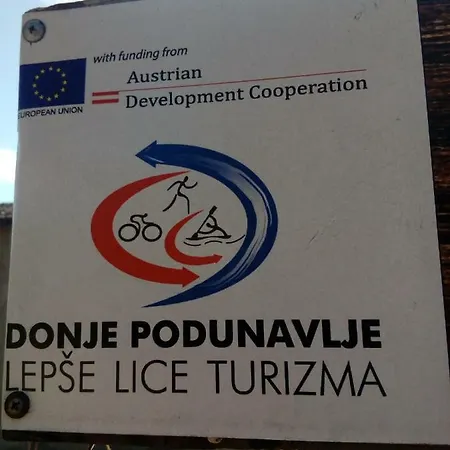 with funding from
Austrian
Development Cooperation
EUROPEAN UNION
DONJE PODUNAVLJE
LEPŠE LICE TURIZMA